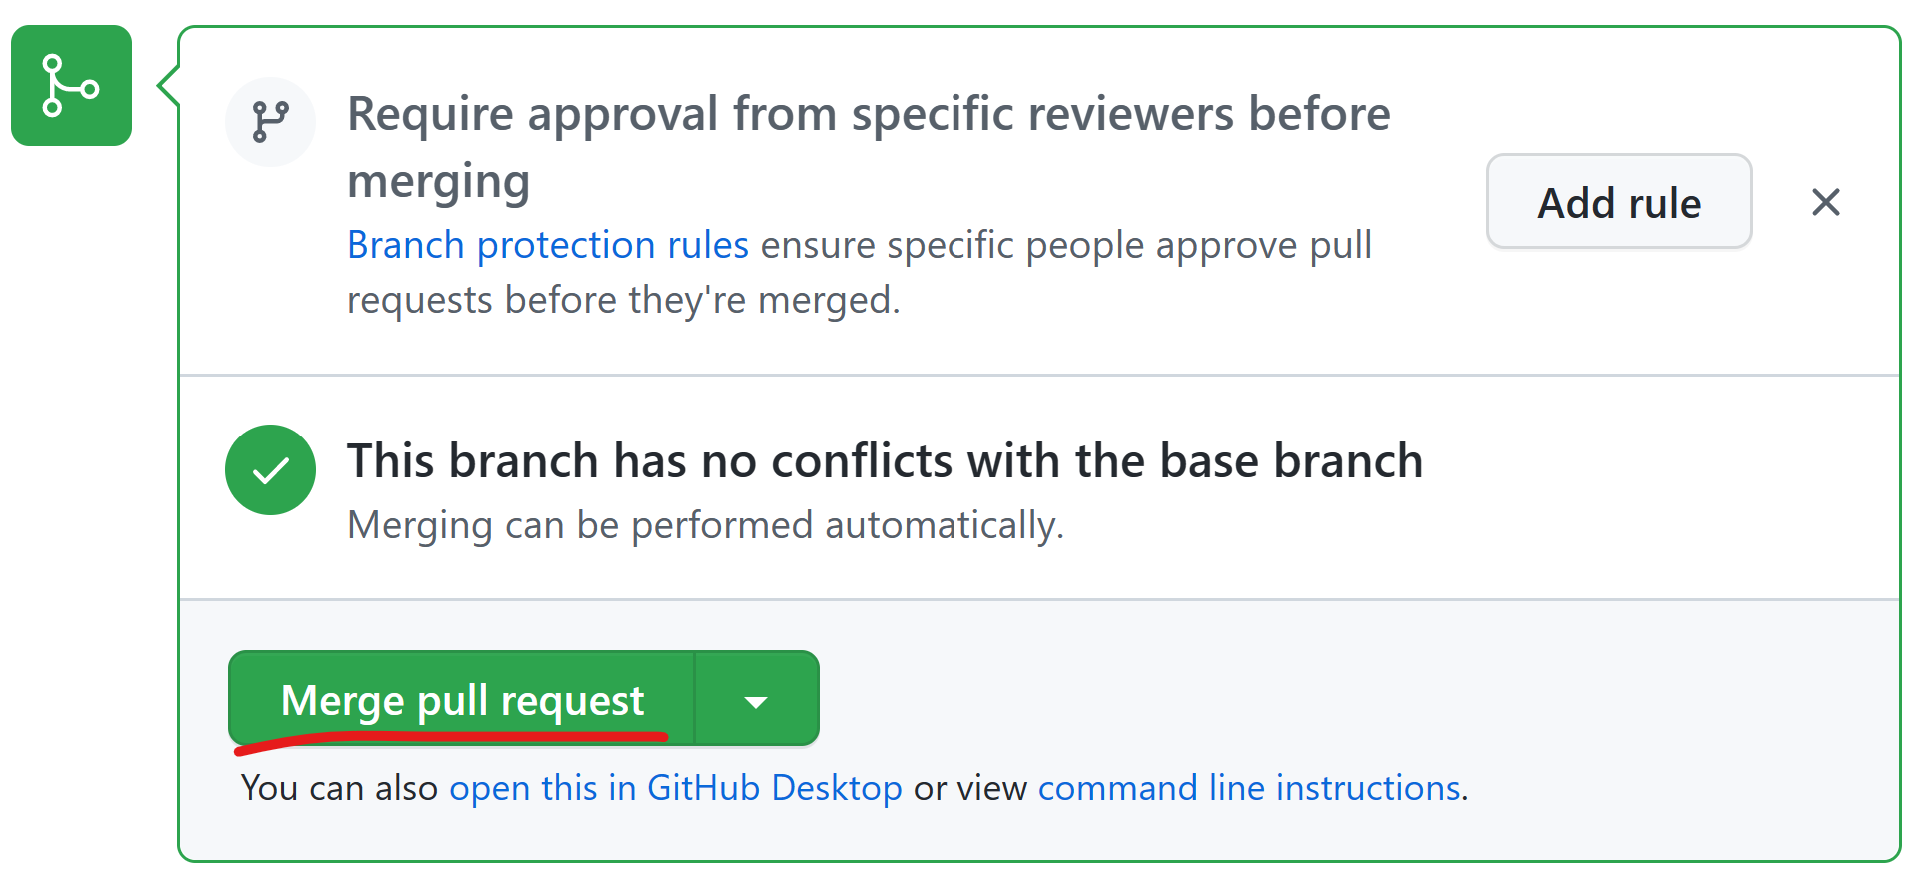 Require approval from specific reviewers before
merging
Add rule
Branch protection rules ensure specific people approve pull
requests before they're merged.
This branch has no conflicts with the base branch
Merging can be performed automatically.
Merge pull request
You can also open this in GitHub Desktop or view command line instructions.